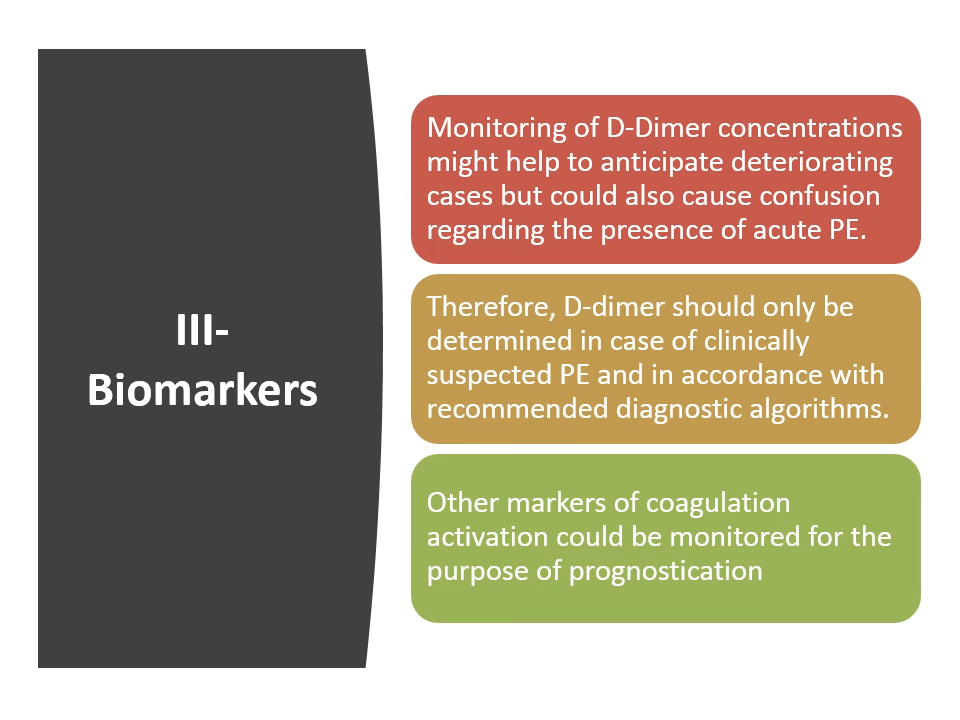 III-
Biomarkers
Monitoring of D-Dimer concentrations
might help to anticipate deteriorating
cases but could also cause confusion
regarding the presence of acute PE.
Therefore, D-dimer should only be
determined in case of clinically
suspected PE and in accordance with
recommended diagnostic algorithms.
Other markers of coagulation
activation could be monitored for the
purpose of prognostication